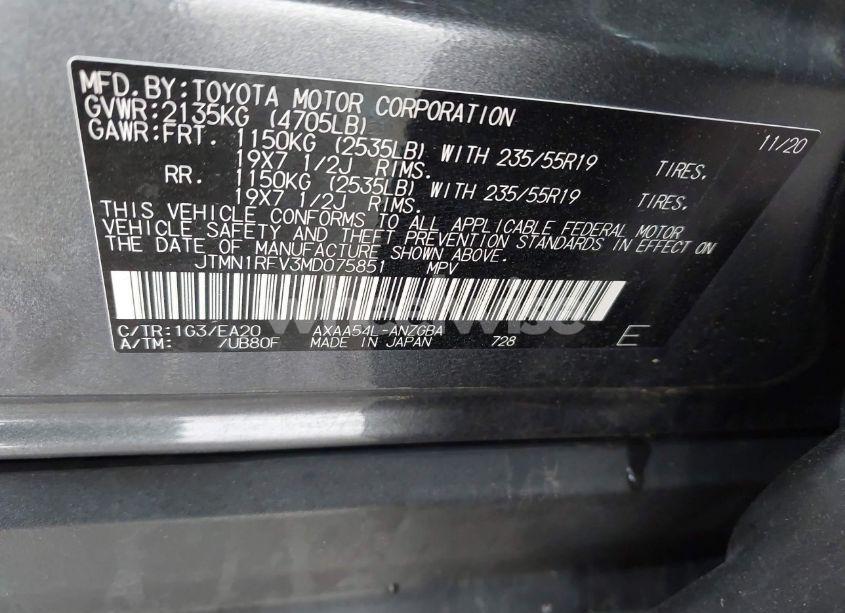 MFD.BY:TOYOTA MOTOR CORPORATION 11/20
GVWR:2135KG (4705LB)
GAWR:FRT. 1150KG (2535LB) WITH 235/55R19 TIRES,
19X7 1/2J RIMS.
RR. 1150KG (2535LB) WITH 235/55R19 TIRES,
19X7 1/2J RIMS.
THIS VEHICLE CONFORMS TO ALL APPLICABLE FEDERAL MOTOR
VEHICLE SAFETY AND THEFT PREVENTION STANDARDS IN EFFECT ON
THE DATE OF MANUFACTURE SHOWN ABOVE.
JTMN1RFV3MD075851 MPV
wheelwise
C/TR:1G3/EA20 AXAA54L-ANZGBA
A/TM: /UB80F MADE IN JAPAN 728 E